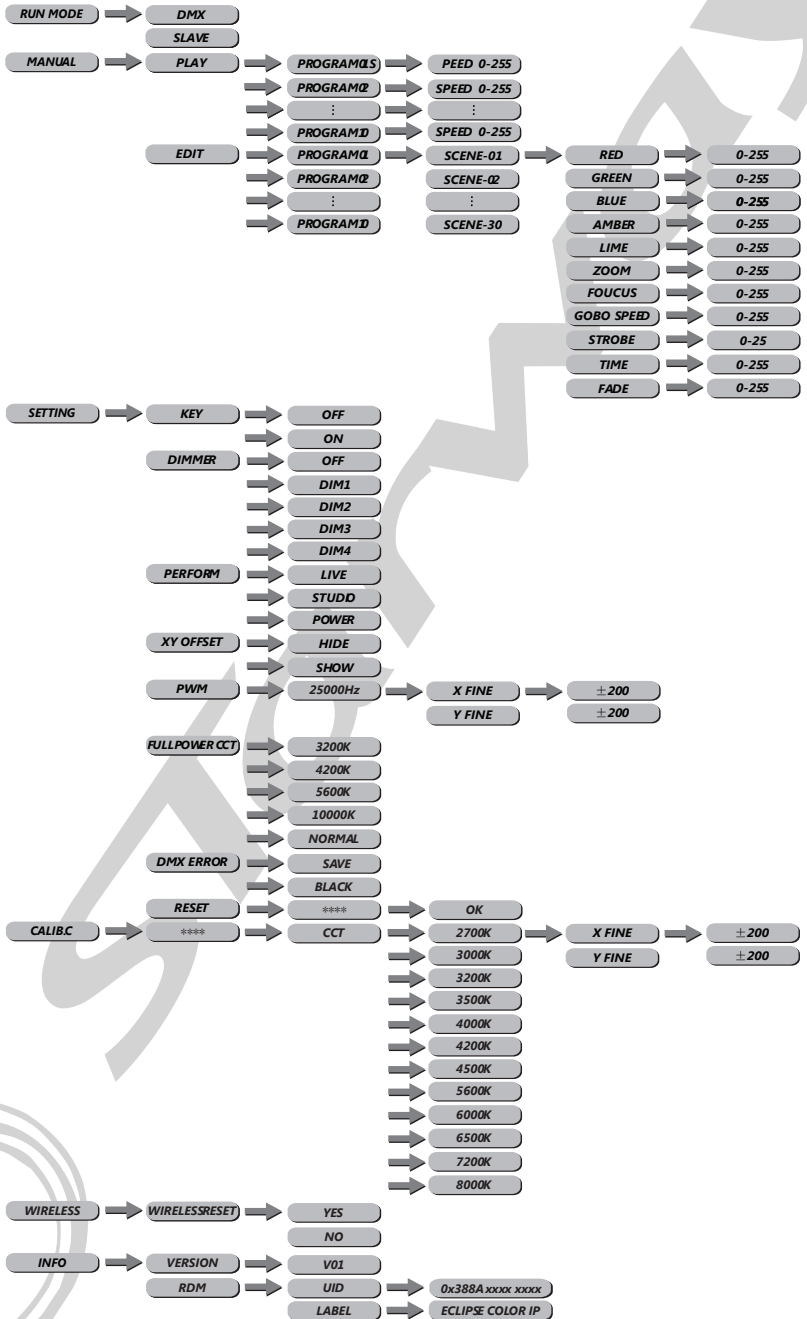 RUN MODE DMX
SLAVE
MANUAL PLAY PROGRAM01S PEED 0-255
PROGRAM02 SPEED 0-255
⋮ ⋮
PROGRAM10 SPEED 0-255
EDIT PROGRAM01 SCENE-01 RED 0-255
PROGRAM02 SCENE-02 GREEN 0-255
⋮ ⋮ BLUE 0-255
PROGRAM10 SCENE-30 AMBER 0-255
LIME 0-255
ZOOM 0-255
FOUCUS 0-255
GOBO SPEED 0-255
STROBE 0-25
TIME 0-255
FADE 0-255
SETTING KEY OFF
ON
DIMMER OFF
DIM1
DIM2
DIM3
DIM4
PERFORM LIVE
STUDIO
POWER
XY OFFSET HIDE
SHOW
PWM 25000Hz X FINE ±200
Y FINE ±200
FULLPOWER CCT 3200K
4200K
5600K
10000K
NORMAL
DMX ERROR SAVE
BLACK
RESET **** OK
CALIB.C **** CCT 2700K X FINE ±200
3000K Y FINE ±200
3200K
3500K
4000K
4200K
4500K
5600K
6000K
6500K
7200K
8000K
WIRELESS WIRELESSRESET YES
NO
INFO VERSION V01
RDM UID 0x388A xxxx xxxx
LABEL ECLIPSE COLOR IP